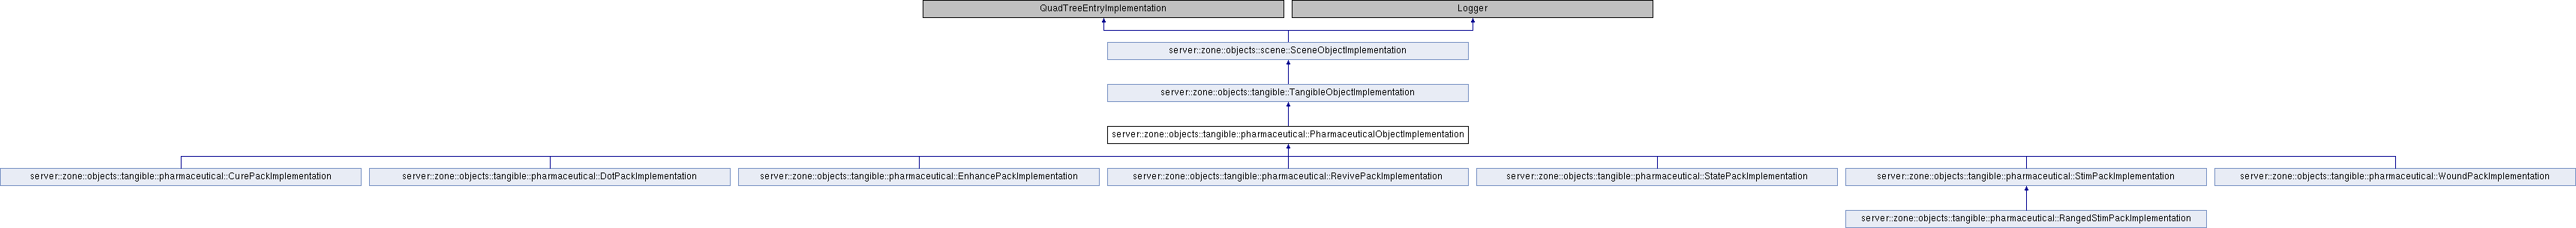 QuadTreeEntryImplementation
Logger
server::zone::objects::scene::SceneObjectImplementation
server::zone::objects::tangible::TangibleObjectImplementation
server::zone::objects::tangible::pharmaceutical::PharmaceuticalObjectImplementation
server::zone::objects::tangible::pharmaceutical::CurePackImplementation
server::zone::objects::tangible::pharmaceutical::DotPackImplementation
server::zone::objects::tangible::pharmaceutical::EnhancePackImplementation
server::zone::objects::tangible::pharmaceutical::RevivePackImplementation
server::zone::objects::tangible::pharmaceutical::StatePackImplementation
server::zone::objects::tangible::pharmaceutical::StimPackImplementation
server::zone::objects::tangible::pharmaceutical::WoundPackImplementation
server::zone::objects::tangible::pharmaceutical::RangedStimPackImplementation